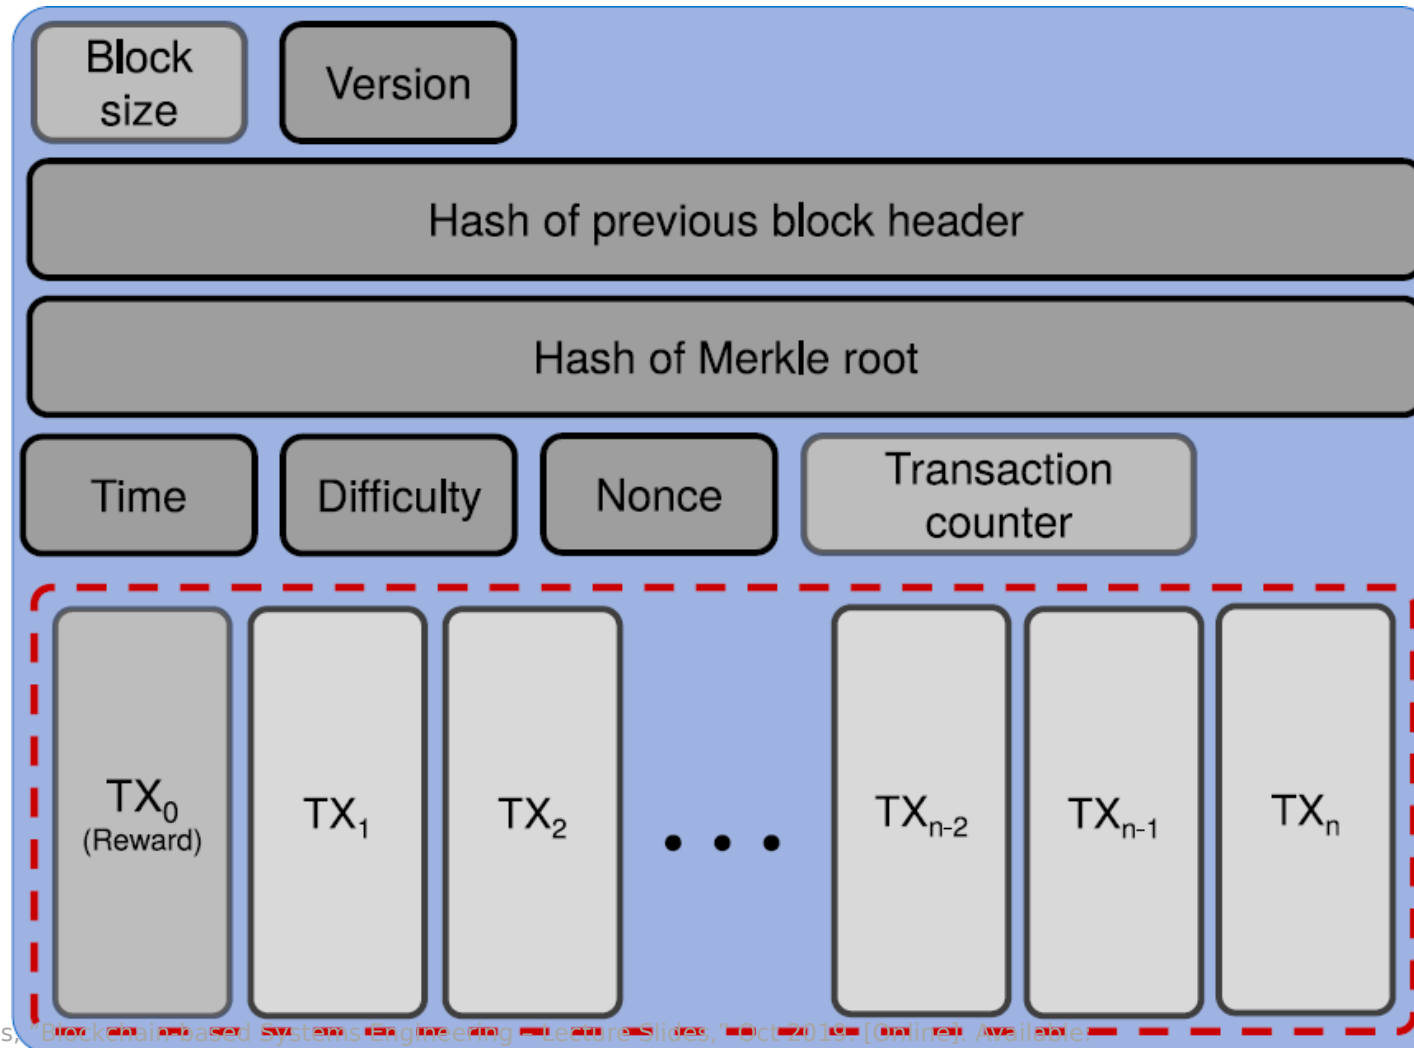 Block
size
Version
Hash of previous block header
Hash of Merkle root
Time
Difficulty
Nonce
Transaction
counter
TX₀
(Reward)
TX₁
TX₂
. . .
TXₙ₋₂
TXₙ₋₁
TXₙ
s, "Blockchain-based Systems Engineering – Lecture Slides," Oct 2019. [Online]. Available: